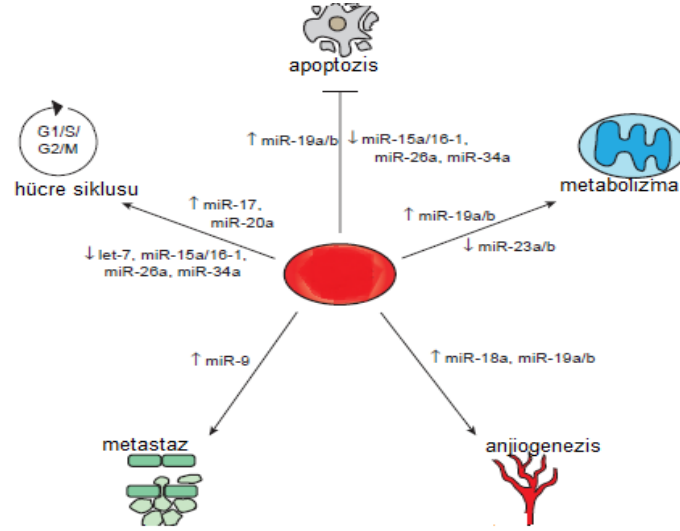 apoptozis
↑ miR-19a/b
↓ miR-15a/16-1,
miR-26a, miR-34a
G1/S/
G2/M
hücre siklusu
↑ miR-17,
miR-20a
↓ let-7, miR-15a/16-1,
miR-26a, miR-34a
metabolizma
↑ miR-19a/b
↓ miR-23a/b
↑ miR-9
metastaz
↑ miR-18a, miR-19a/b
anjiogenezis